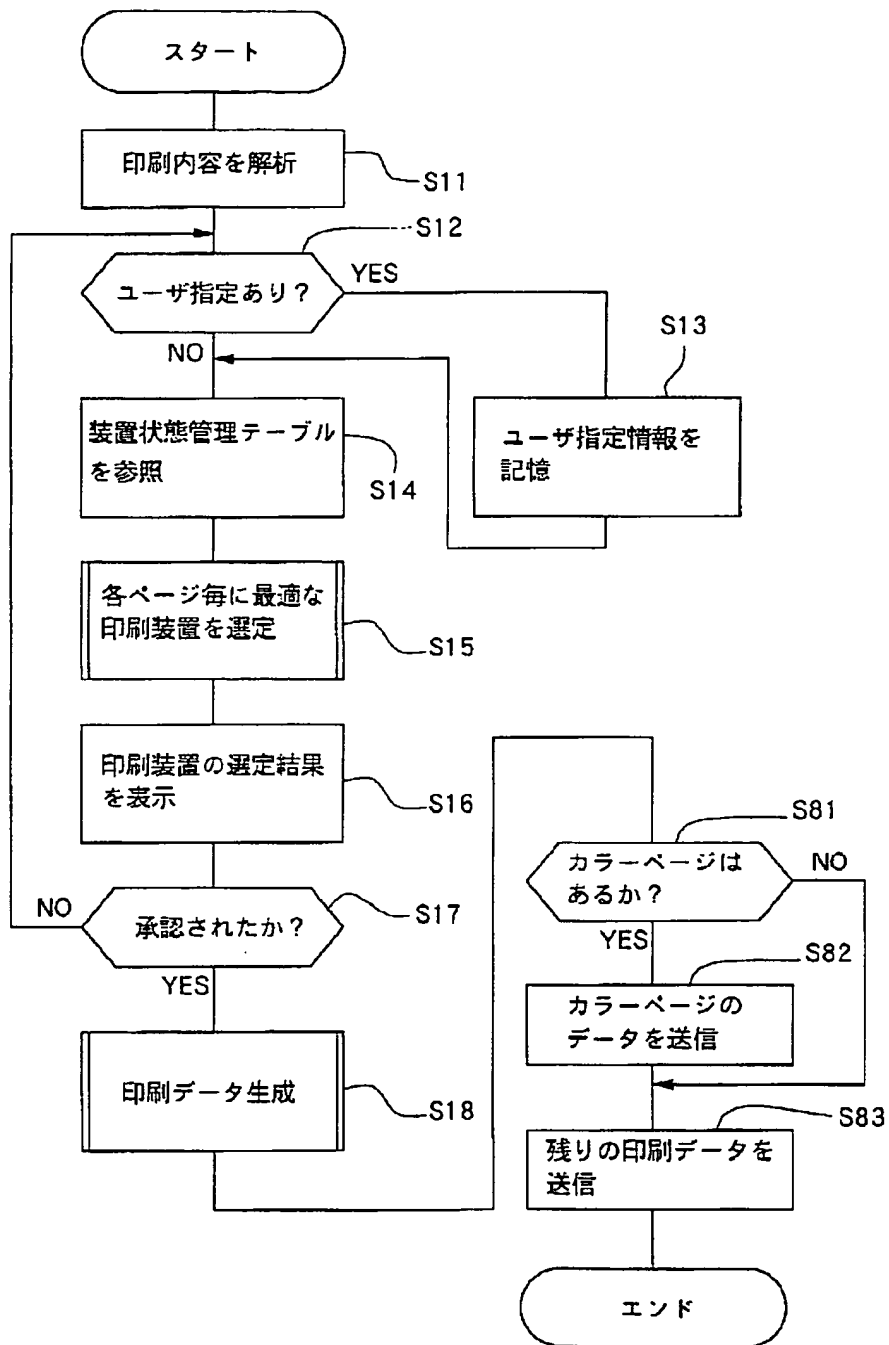 スタート
印刷内容を解析
S11
S12
ユーザ指定あり?
YES
NO
S13
ユーザ指定情報を
記憶
装置状態管理テーブル
を参照
S14
各ページ毎に最適な
印刷装置を選定
S15
印刷装置の選定結果
を表示
S16
承認されたか?
NO
S17
YES
印刷データ生成
S18
S81
カラーページは
あるか?
NO
YES
S82
カラーページの
データを送信
S83
残りの印刷データを
送信
エンド